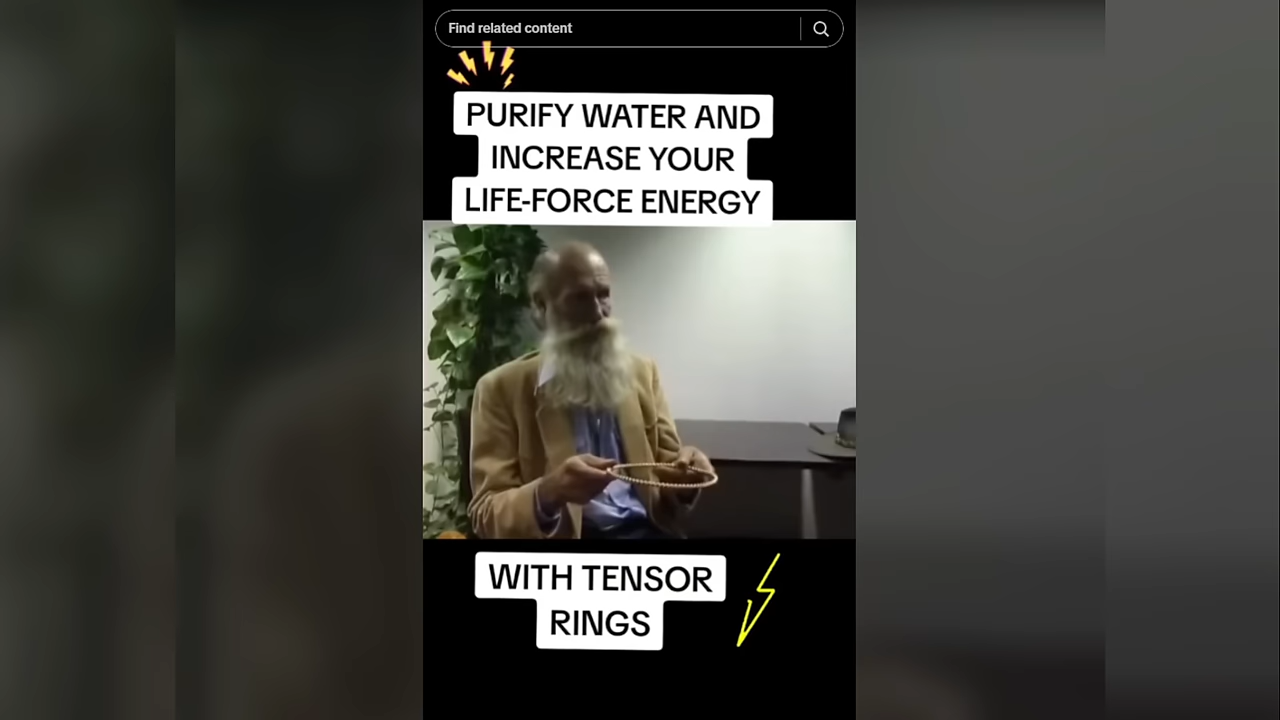 Find related content
PURIFY WATER AND
INCREASE YOUR
LIFE-FORCE ENERGY
WITH TENSOR
RINGS